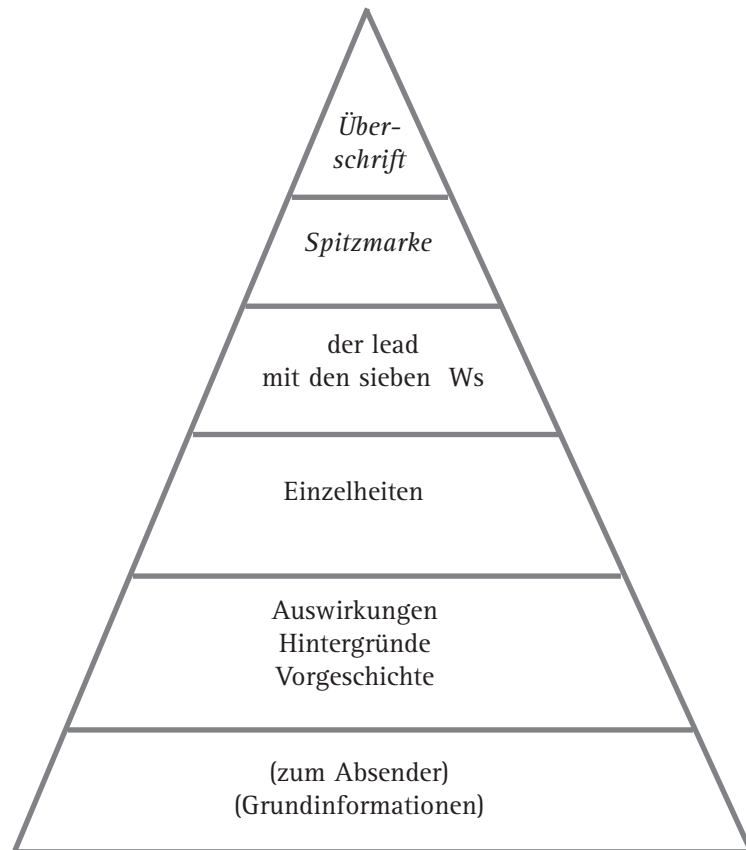 Über-
schrift
Spitzmarke
der lead
mit den sieben Ws
Einzelheiten
Auswirkungen
Hintergründe
Vorgeschichte
(zum Absender)
(Grundinformationen)